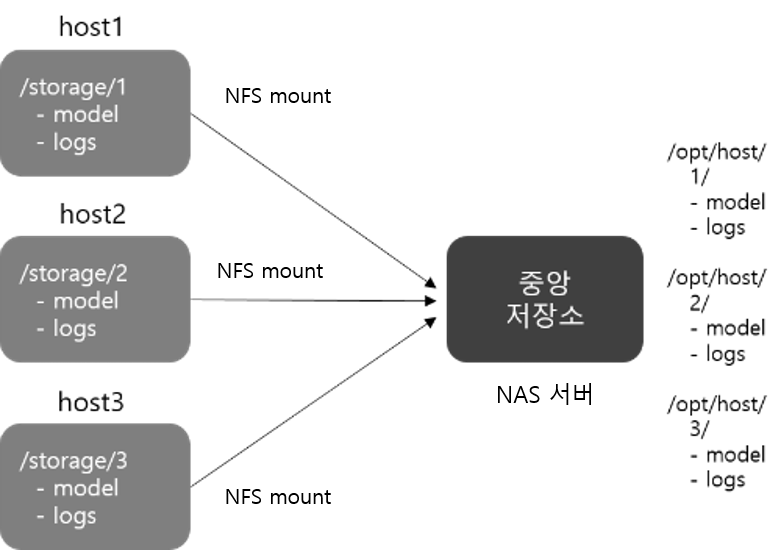 host1
/storage/1
- model
- logs
NFS mount
host2
/storage/2
- model
- logs
NFS mount
host3
/storage/3
- model
- logs
NFS mount
중앙
저장소
NAS 서버
/opt/host/
1/
- model
- logs
/opt/host/
2/
- model
- logs
/opt/host/
3/
- model
- logs